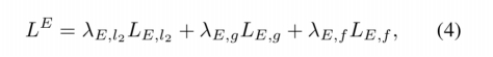 L^E = λ_{E,l_2} L_{E,l_2} + λ_{E,g} L_{E,g} + λ_{E,f} L_{E,f},    (4)